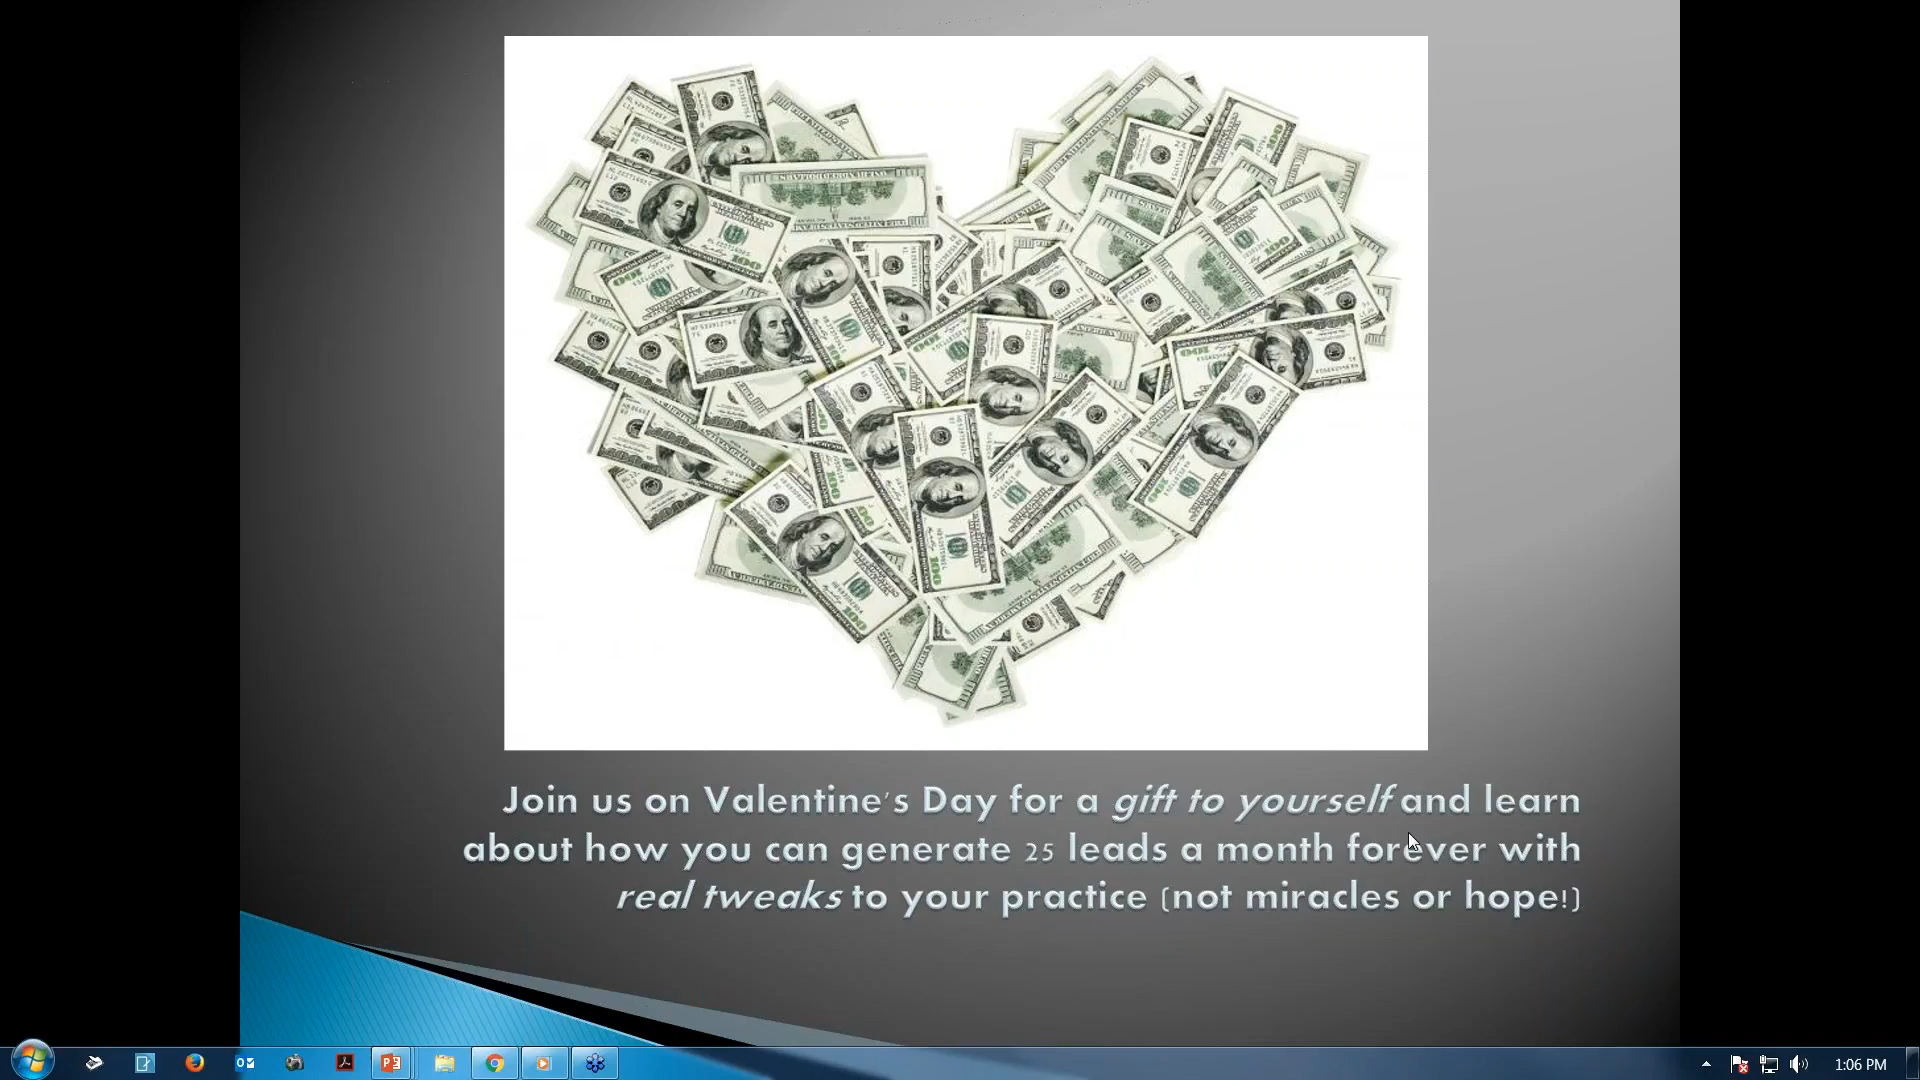 Join us on Valentine's Day for a gift to yourself and learn
about how you can generate 25 leads a month forever with
real tweaks to your practice (not miracles or hope!)
1:06 PM